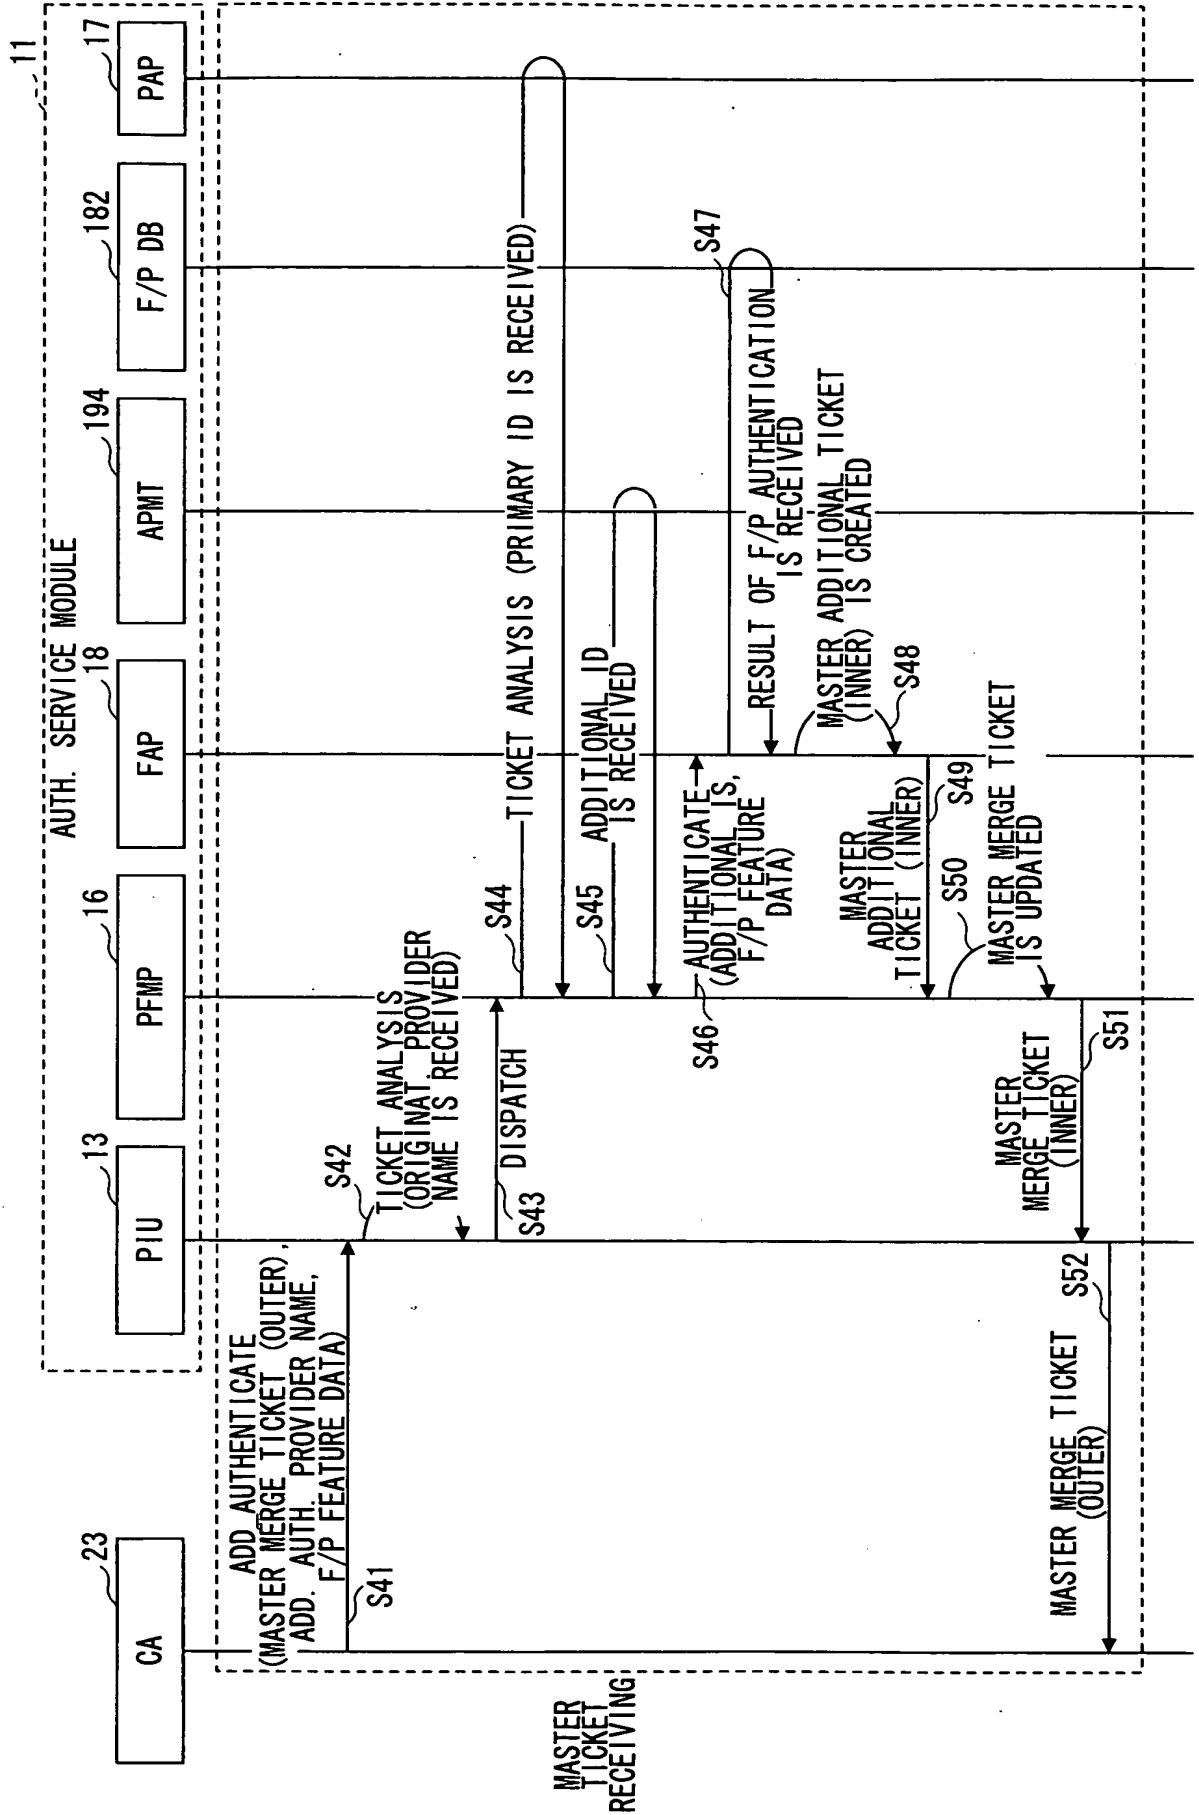 11
AUTH. SERVICE MODULE
23
13
16
18
194
182
17
CA
PIU
PFMP
FAP
APMT
F/P DB
PAP
MASTER
TICKET
RECEIVING
ADD AUTHENTICATE
(MASTER MERGE TICKET (OUTER),
ADD. AUTH. PROVIDER NAME,
F/P FEATURE DATA)
S41
S42
TICKET ANALYSIS
(ORIGINAT. PROVIDER
NAME IS RECEIVED)
S43
DISPATCH
S44
TICKET ANALYSIS (PRIMARY ID IS RECEIVED)
S45
ADDITIONAL ID
IS RECEIVED
S46
AUTHENTICATE
(ADDITIONAL IS,
F/P FEATURE
DATA)
S47
RESULT OF F/P AUTHENTICATION
IS RECEIVED
MASTER ADDITIONAL TICKET
(INNER) IS CREATED
S48
MASTER
ADDITIONAL
TICKET (INNER)
S49
S50
MASTER MERGE TICKET
IS UPDATED
MASTER
MERGE TICKET
(INNER)
S51
S52
MASTER MERGE TICKET
(OUTER)